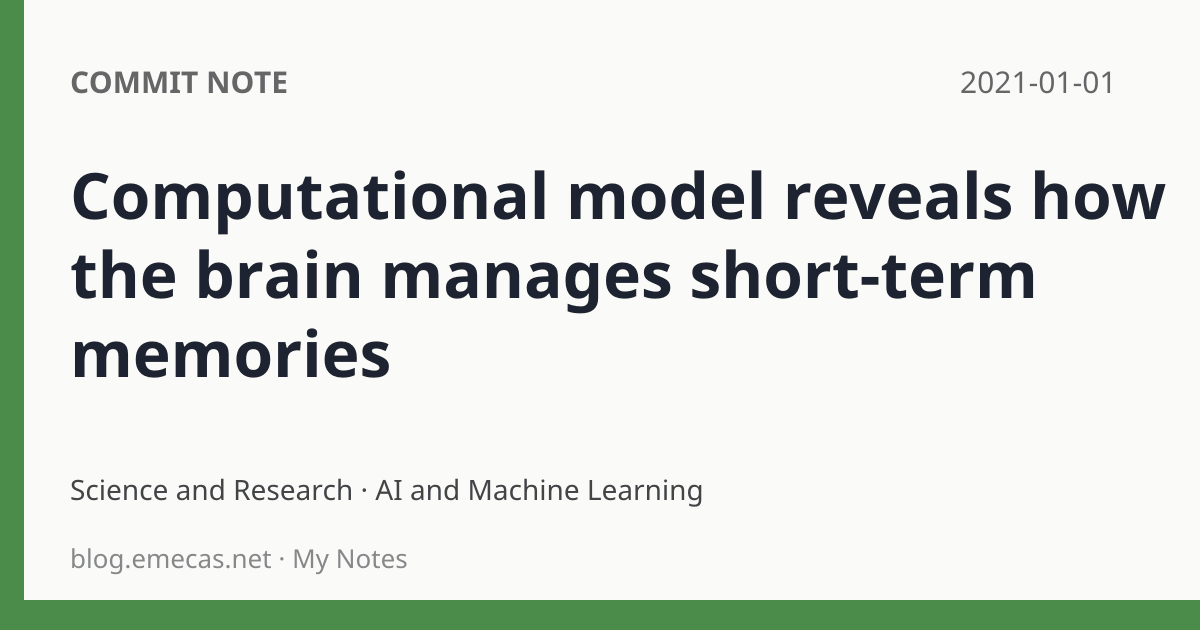 COMMIT NOTE
2021-01-01
Computational model reveals how
the brain manages short-term
memories
Science and Research · AI and Machine Learning
blog.emecas.net · My Notes